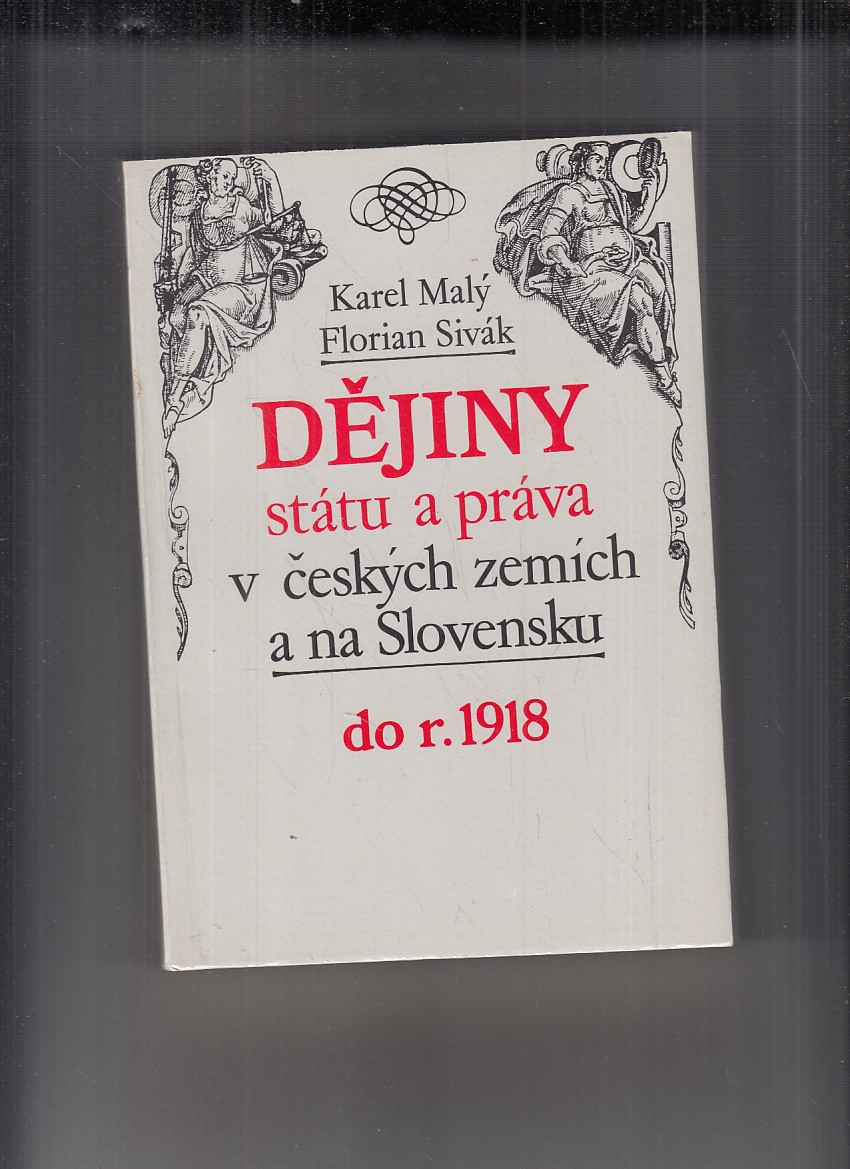 Karel Malý
Florian Sivák
DĚJINY
státu a práva
v českých zemích
a na Slovensku
do r. 1918